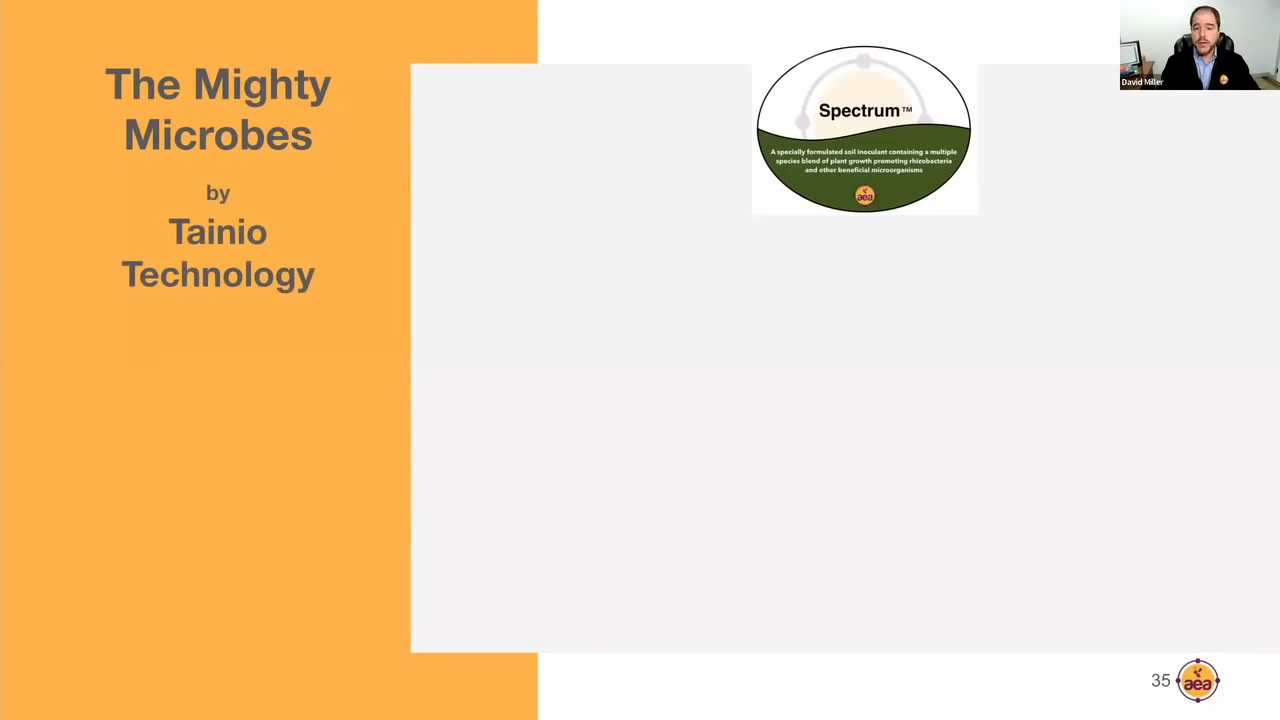 The Mighty
Microbes
by
Tainio
Technology
Spectrum™
A specially formulated soil inoculant containing a multiple
species blend of plant growth promoting rhizobacteria
and other beneficial microorganisms
aea
David Miller
35
aea